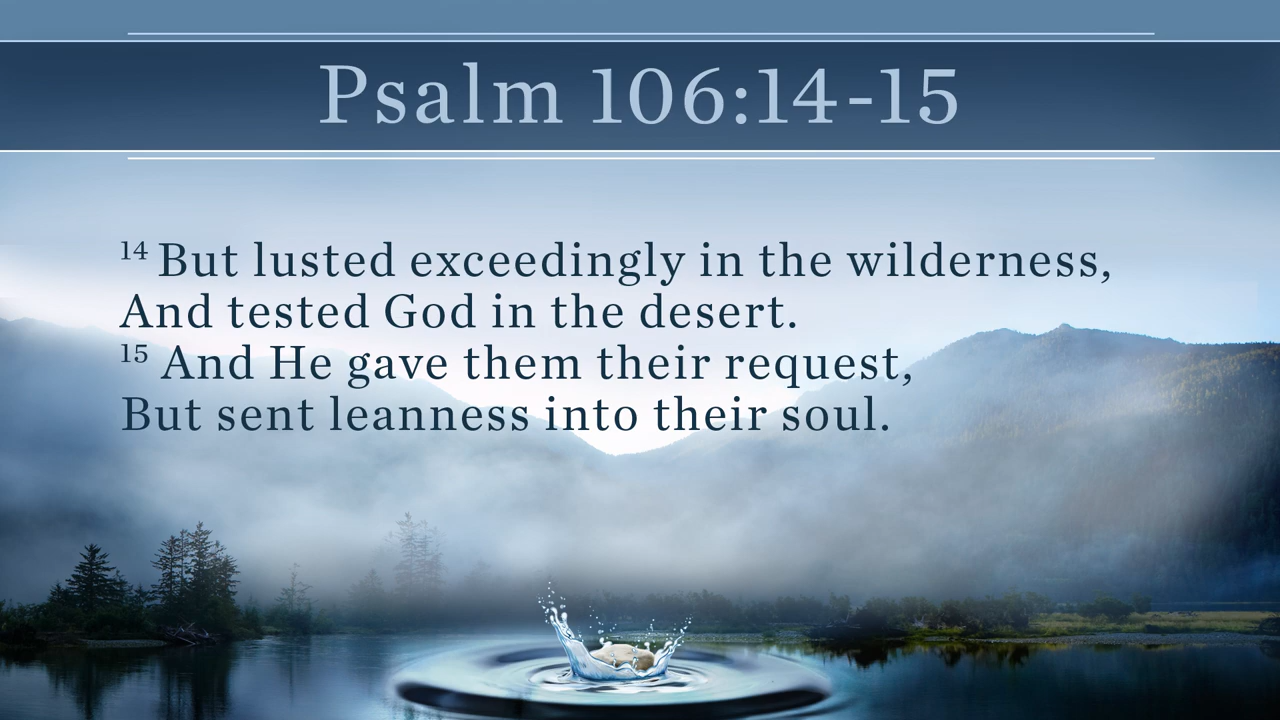 Psalm 106:14-15
14 But lusted exceedingly in the wilderness,
And tested God in the desert.
15 And He gave them their request,
But sent leanness into their soul.